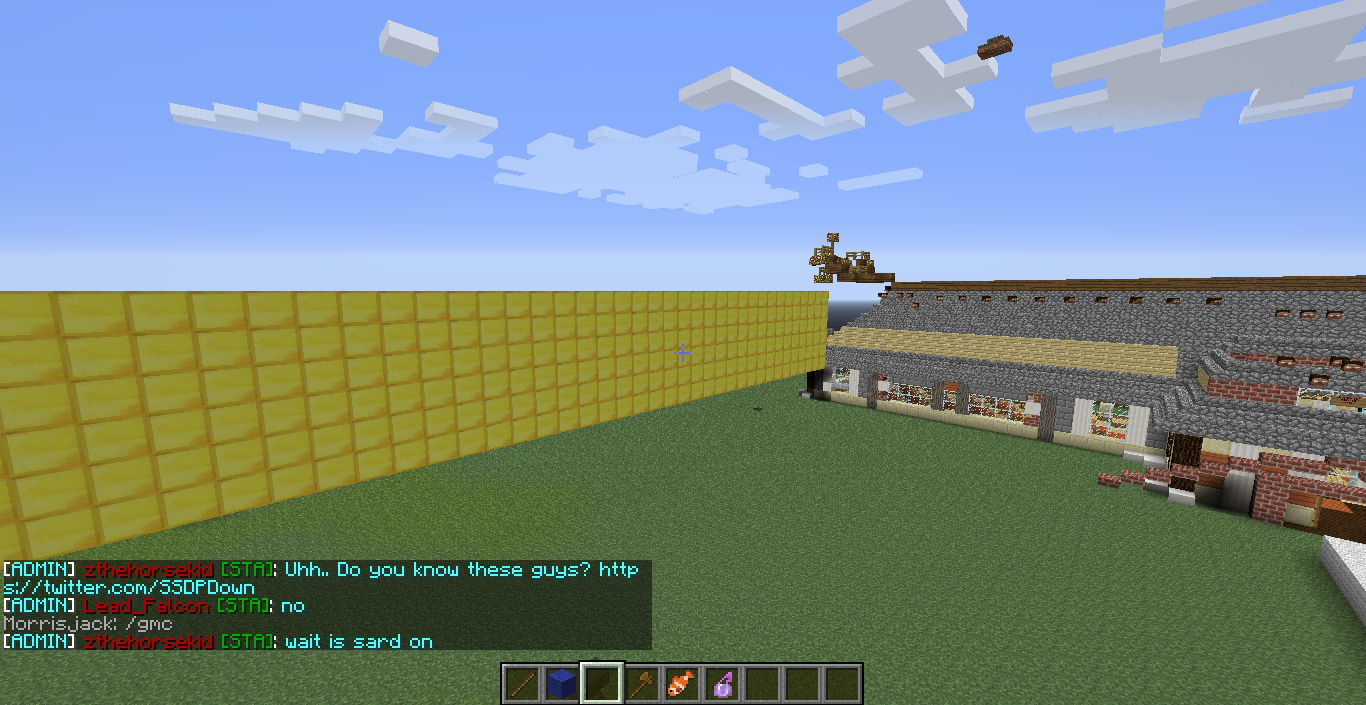 [ADMIN] zthehorsekid [STA]: Uhh.. Do you know these guys? http
s://twitter.com/SSDPDown
[ADMIN] Lead_Falcon [STA]: no
Morrisjack: /gmc
[ADMIN] zthehorsekid [STA]: wait is sard on